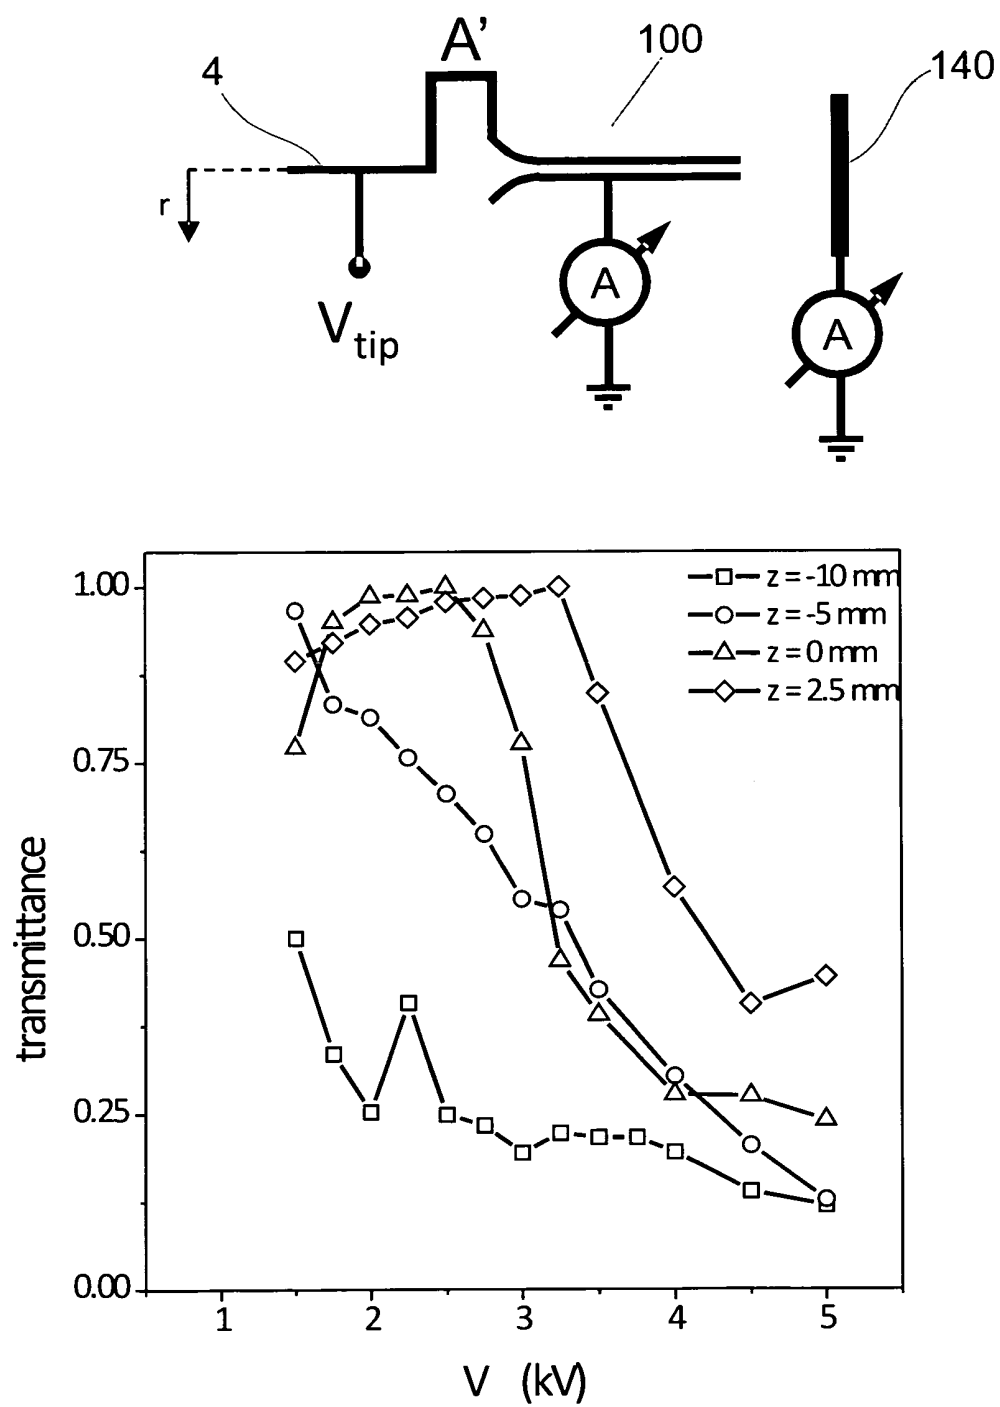 A'
100
4
140
r
A
V tip
A
1.00
0.75
0.50
0.25
0.00
transmittance
z = -10 mm
z = -5 mm
z = 0 mm
z = 2.5 mm
1 2 3 4 5
V (kV)